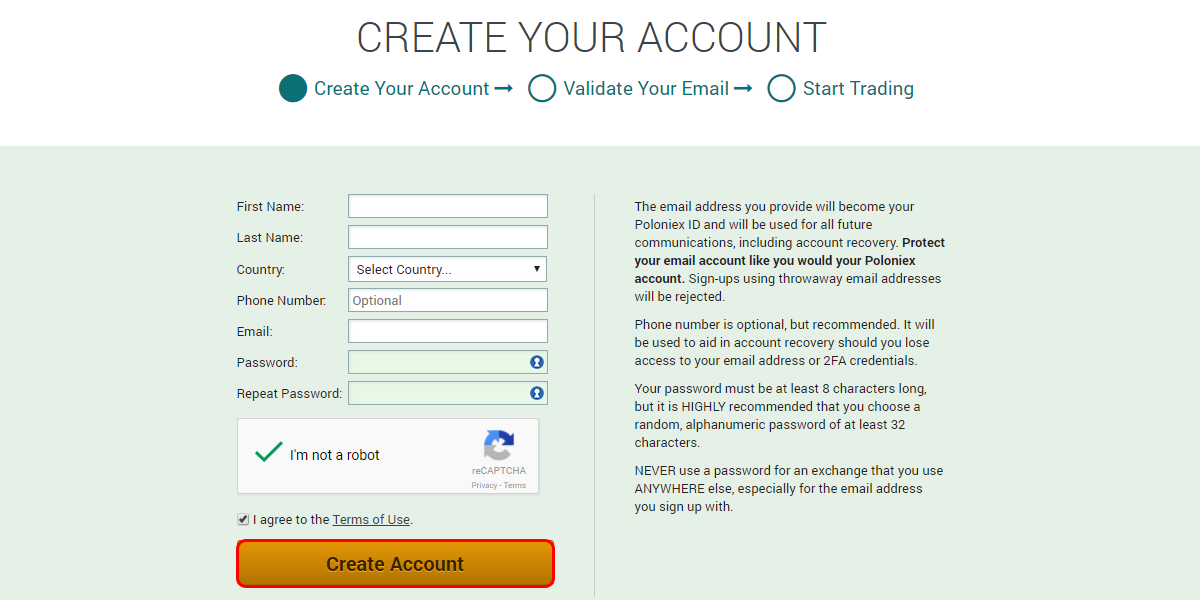 CREATE YOUR ACCOUNT
Create Your Account → Validate Your Email → Start Trading
First Name:
Last Name:
Country: Select Country...
Phone Number: Optional
Email:
Password:
Repeat Password:
I'm not a robot
reCAPTCHA
Privacy - Terms
I agree to the Terms of Use.
Create Account
The email address you provide will become your
Poloniex ID and will be used for all future
communications, including account recovery. Protect
your email account like you would your Poloniex
account. Sign-ups using throwaway email addresses
will be rejected.
Phone number is optional, but recommended. It will
be used to aid in account recovery should you lose
access to your email address or 2FA credentials.
Your password must be at least 8 characters long,
but it is HIGHLY recommended that you choose a
random, alphanumeric password of at least 32
characters.
NEVER use a password for an exchange that you use
ANYWHERE else, especially for the email address
you sign up with.